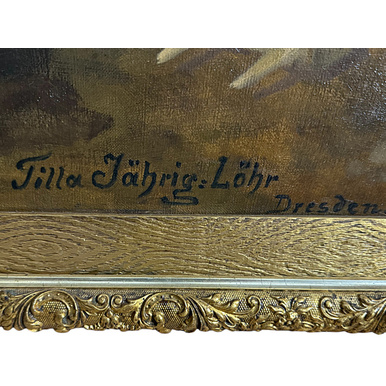 Tilla Jährig=Löhr
Dresden